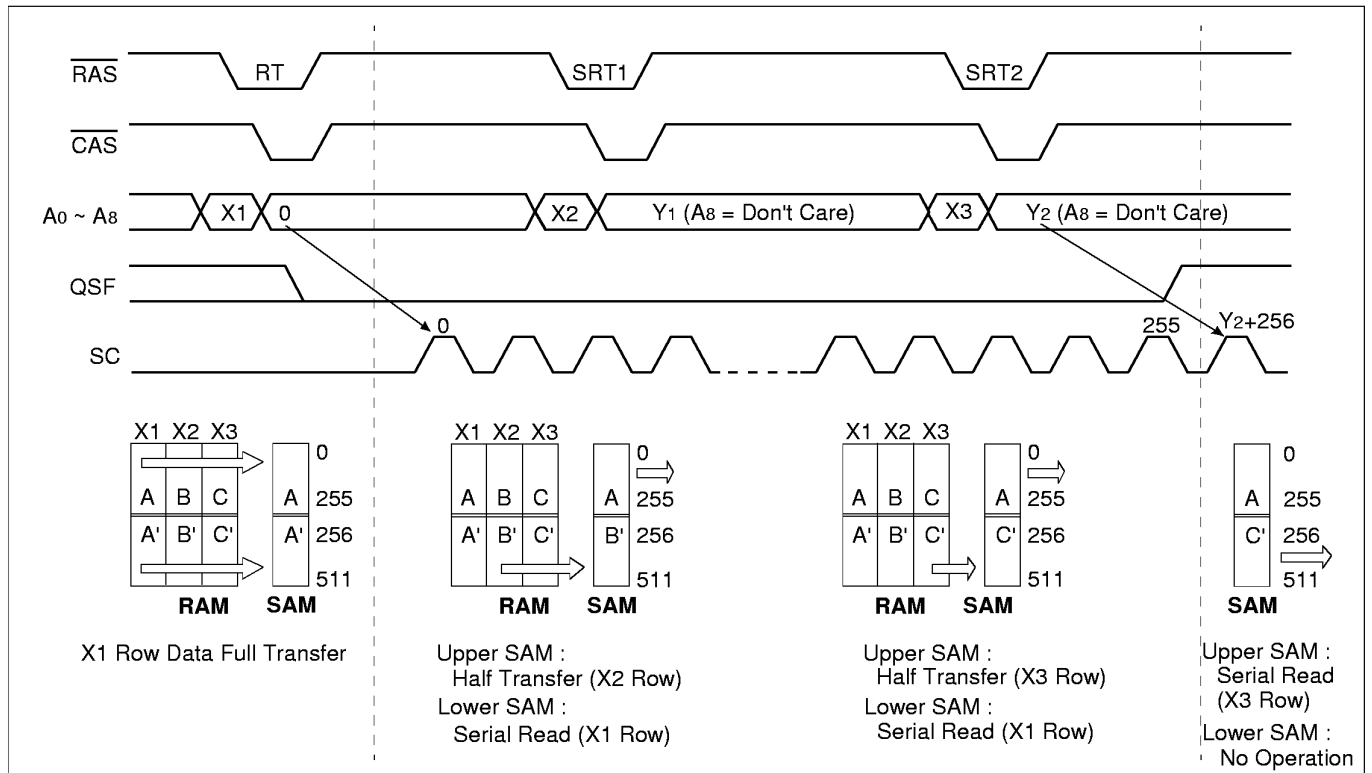 RAS RT SRT1 SRT2
CAS
A0 ~ A8 X1 0 X2 Y1 (A8 = Don't Care) X3 Y2 (A8 = Don't Care)
QSF
SC 0 255 Y2+256
X1 X2 X3
0
A B C A 255
A' B' C' A' 256
511
RAM SAM
X1 Row Data Full Transfer
X1 X2 X3
0
A B C A 255
A' B' C' B' 256
511
RAM SAM
Upper SAM :
Half Transfer (X2 Row)
Lower SAM :
Serial Read (X1 Row)
X1 X2 X3
0
A B C A 255
A' B' C' C' 256
511
RAM SAM
Upper SAM :
Half Transfer (X3 Row)
Lower SAM :
Serial Read (X1 Row)
0
A 255
C' 256
511
SAM
Upper SAM :
Serial Read
(X3 Row)
Lower SAM :
No Operation